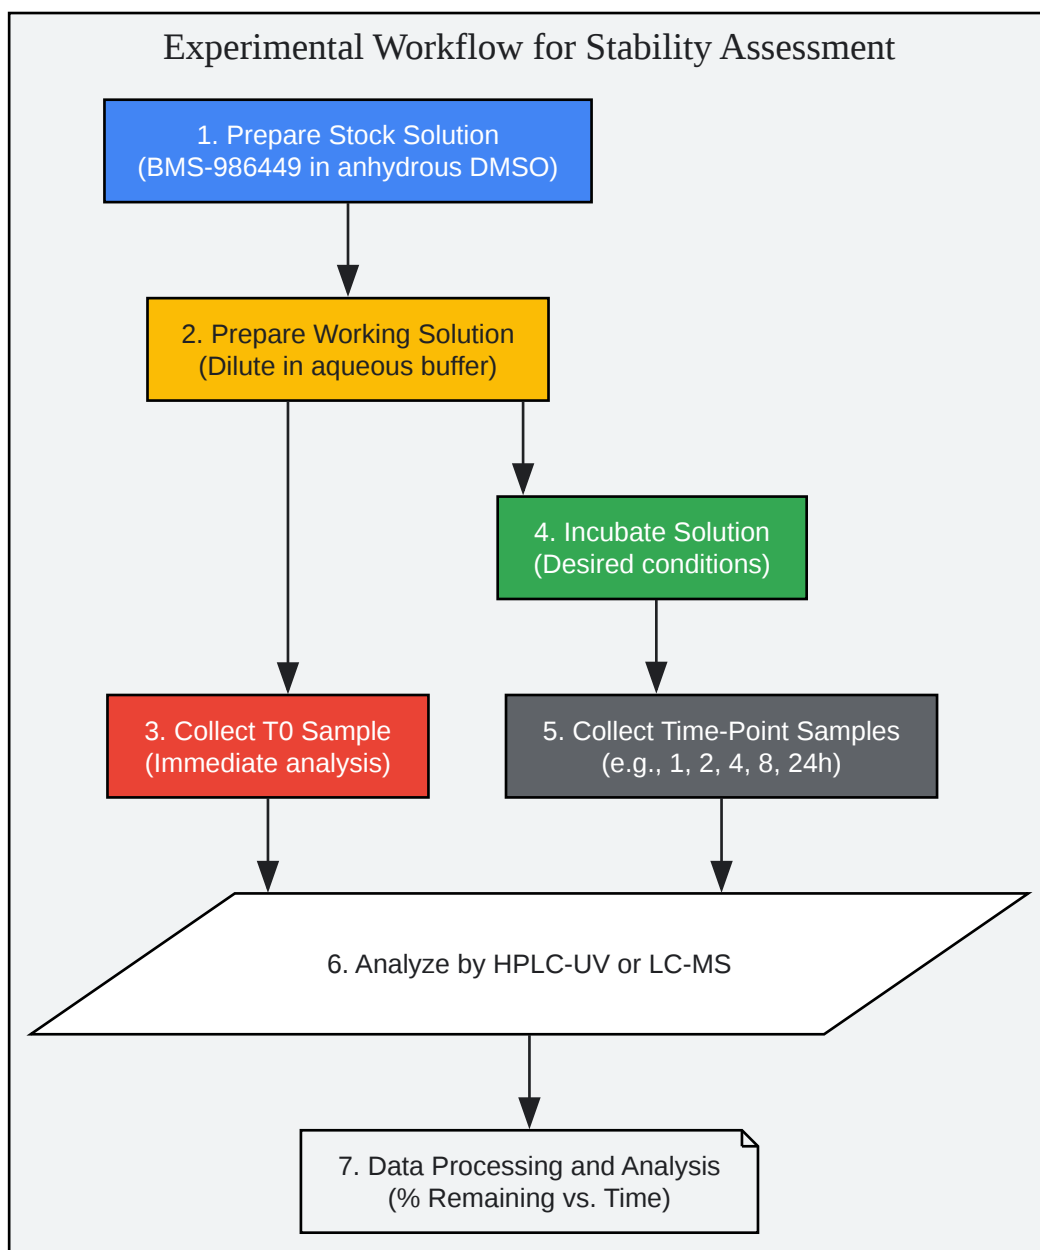 Experimental Workflow for Stability Assessment
1. Prepare Stock Solution
(BMS-986449 in anhydrous DMSO)
2. Prepare Working Solution
(Dilute in aqueous buffer)
4. Incubate Solution
(Desired conditions)
3. Collect T0 Sample
(Immediate analysis)
5. Collect Time-Point Samples
(e.g., 1, 2, 4, 8, 24h)
6. Analyze by HPLC-UV or LC-MS
7. Data Processing and Analysis
(% Remaining vs. Time)